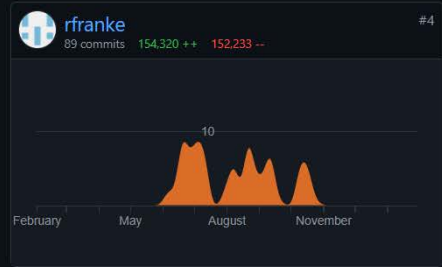 rfranke
#4
89 commits 154,320 ++ 152,233 --
10
February May August November